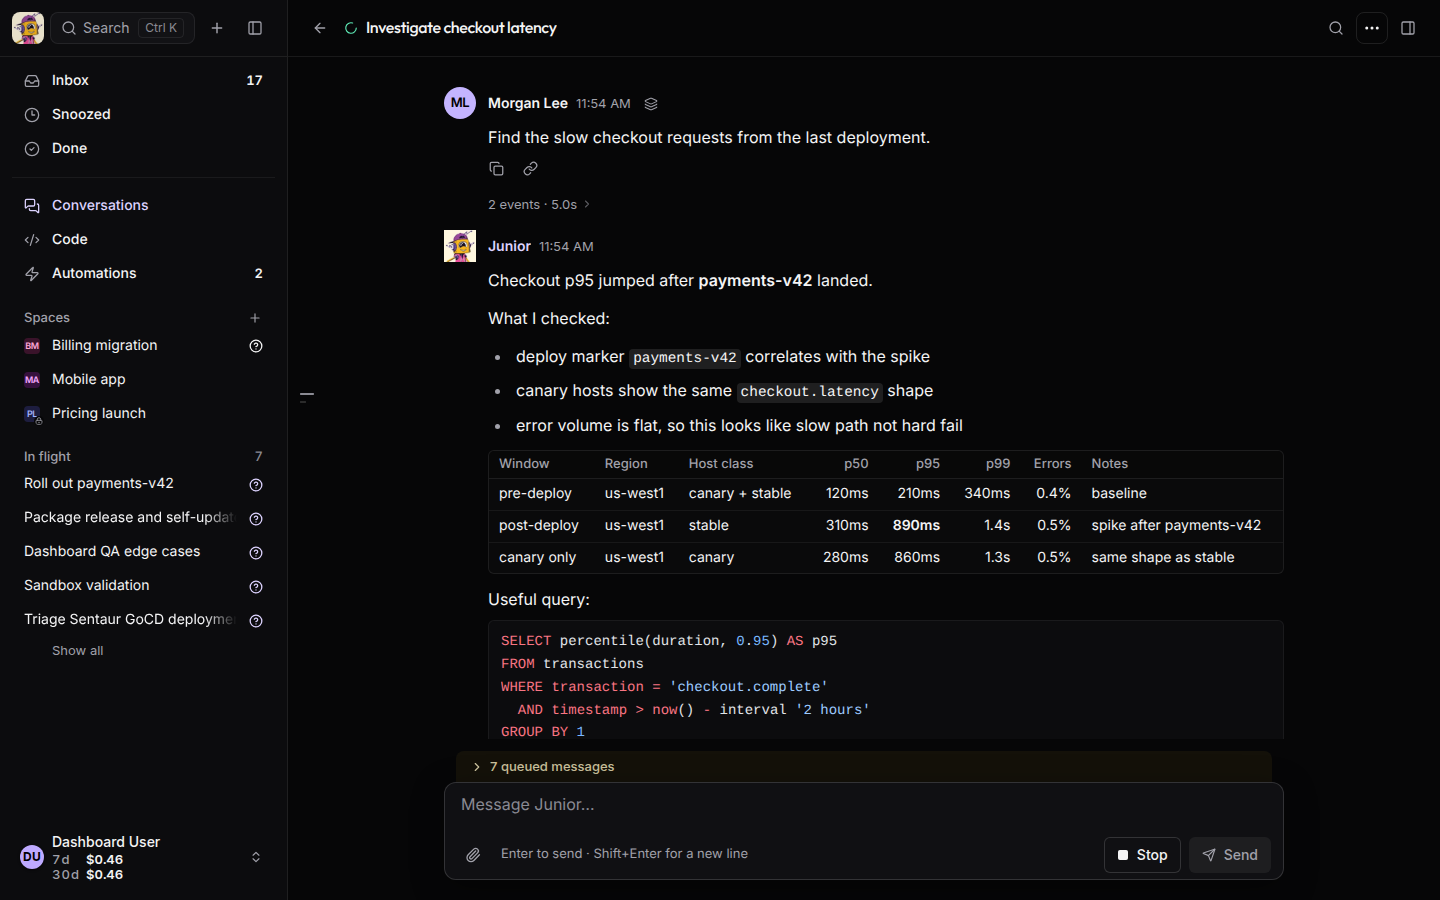 Search Ctrl K
Inbox 17
Snoozed
Done
Conversations
Code
Automations 2
Spaces
BM Billing migration
MA Mobile app
PL Pricing launch
In flight 7
Roll out payments-v42
Package release and self-updat
Dashboard QA edge cases
Sandbox validation
Triage Sentaur GoCD deployme
Show all
DU Dashboard User
7d $0.46
30d $0.46
Investigate checkout latency
ML Morgan Lee 11:54 AM
Find the slow checkout requests from the last deployment.
2 events · 5.0s
Junior 11:54 AM
Checkout p95 jumped after payments-v42 landed.
What I checked:
• deploy marker payments-v42 correlates with the spike
• canary hosts show the same checkout.latency shape
• error volume is flat, so this looks like slow path not hard fail
Window Region Host class p50 p95 p99 Errors Notes
pre-deploy us-west1 canary + stable 120ms 210ms 340ms 0.4% baseline
post-deploy us-west1 stable 310ms 890ms 1.4s 0.5% spike after payments-v42
canary only us-west1 canary 280ms 860ms 1.3s 0.5% same shape as stable
Useful query:
SELECT percentile(duration, 0.95) AS p95
FROM transactions
WHERE transaction = 'checkout.complete'
  AND timestamp > now() - interval '2 hours'
GROUP BY 1
7 queued messages
Message Junior...
Enter to send · Shift+Enter for a new line
Stop
Send